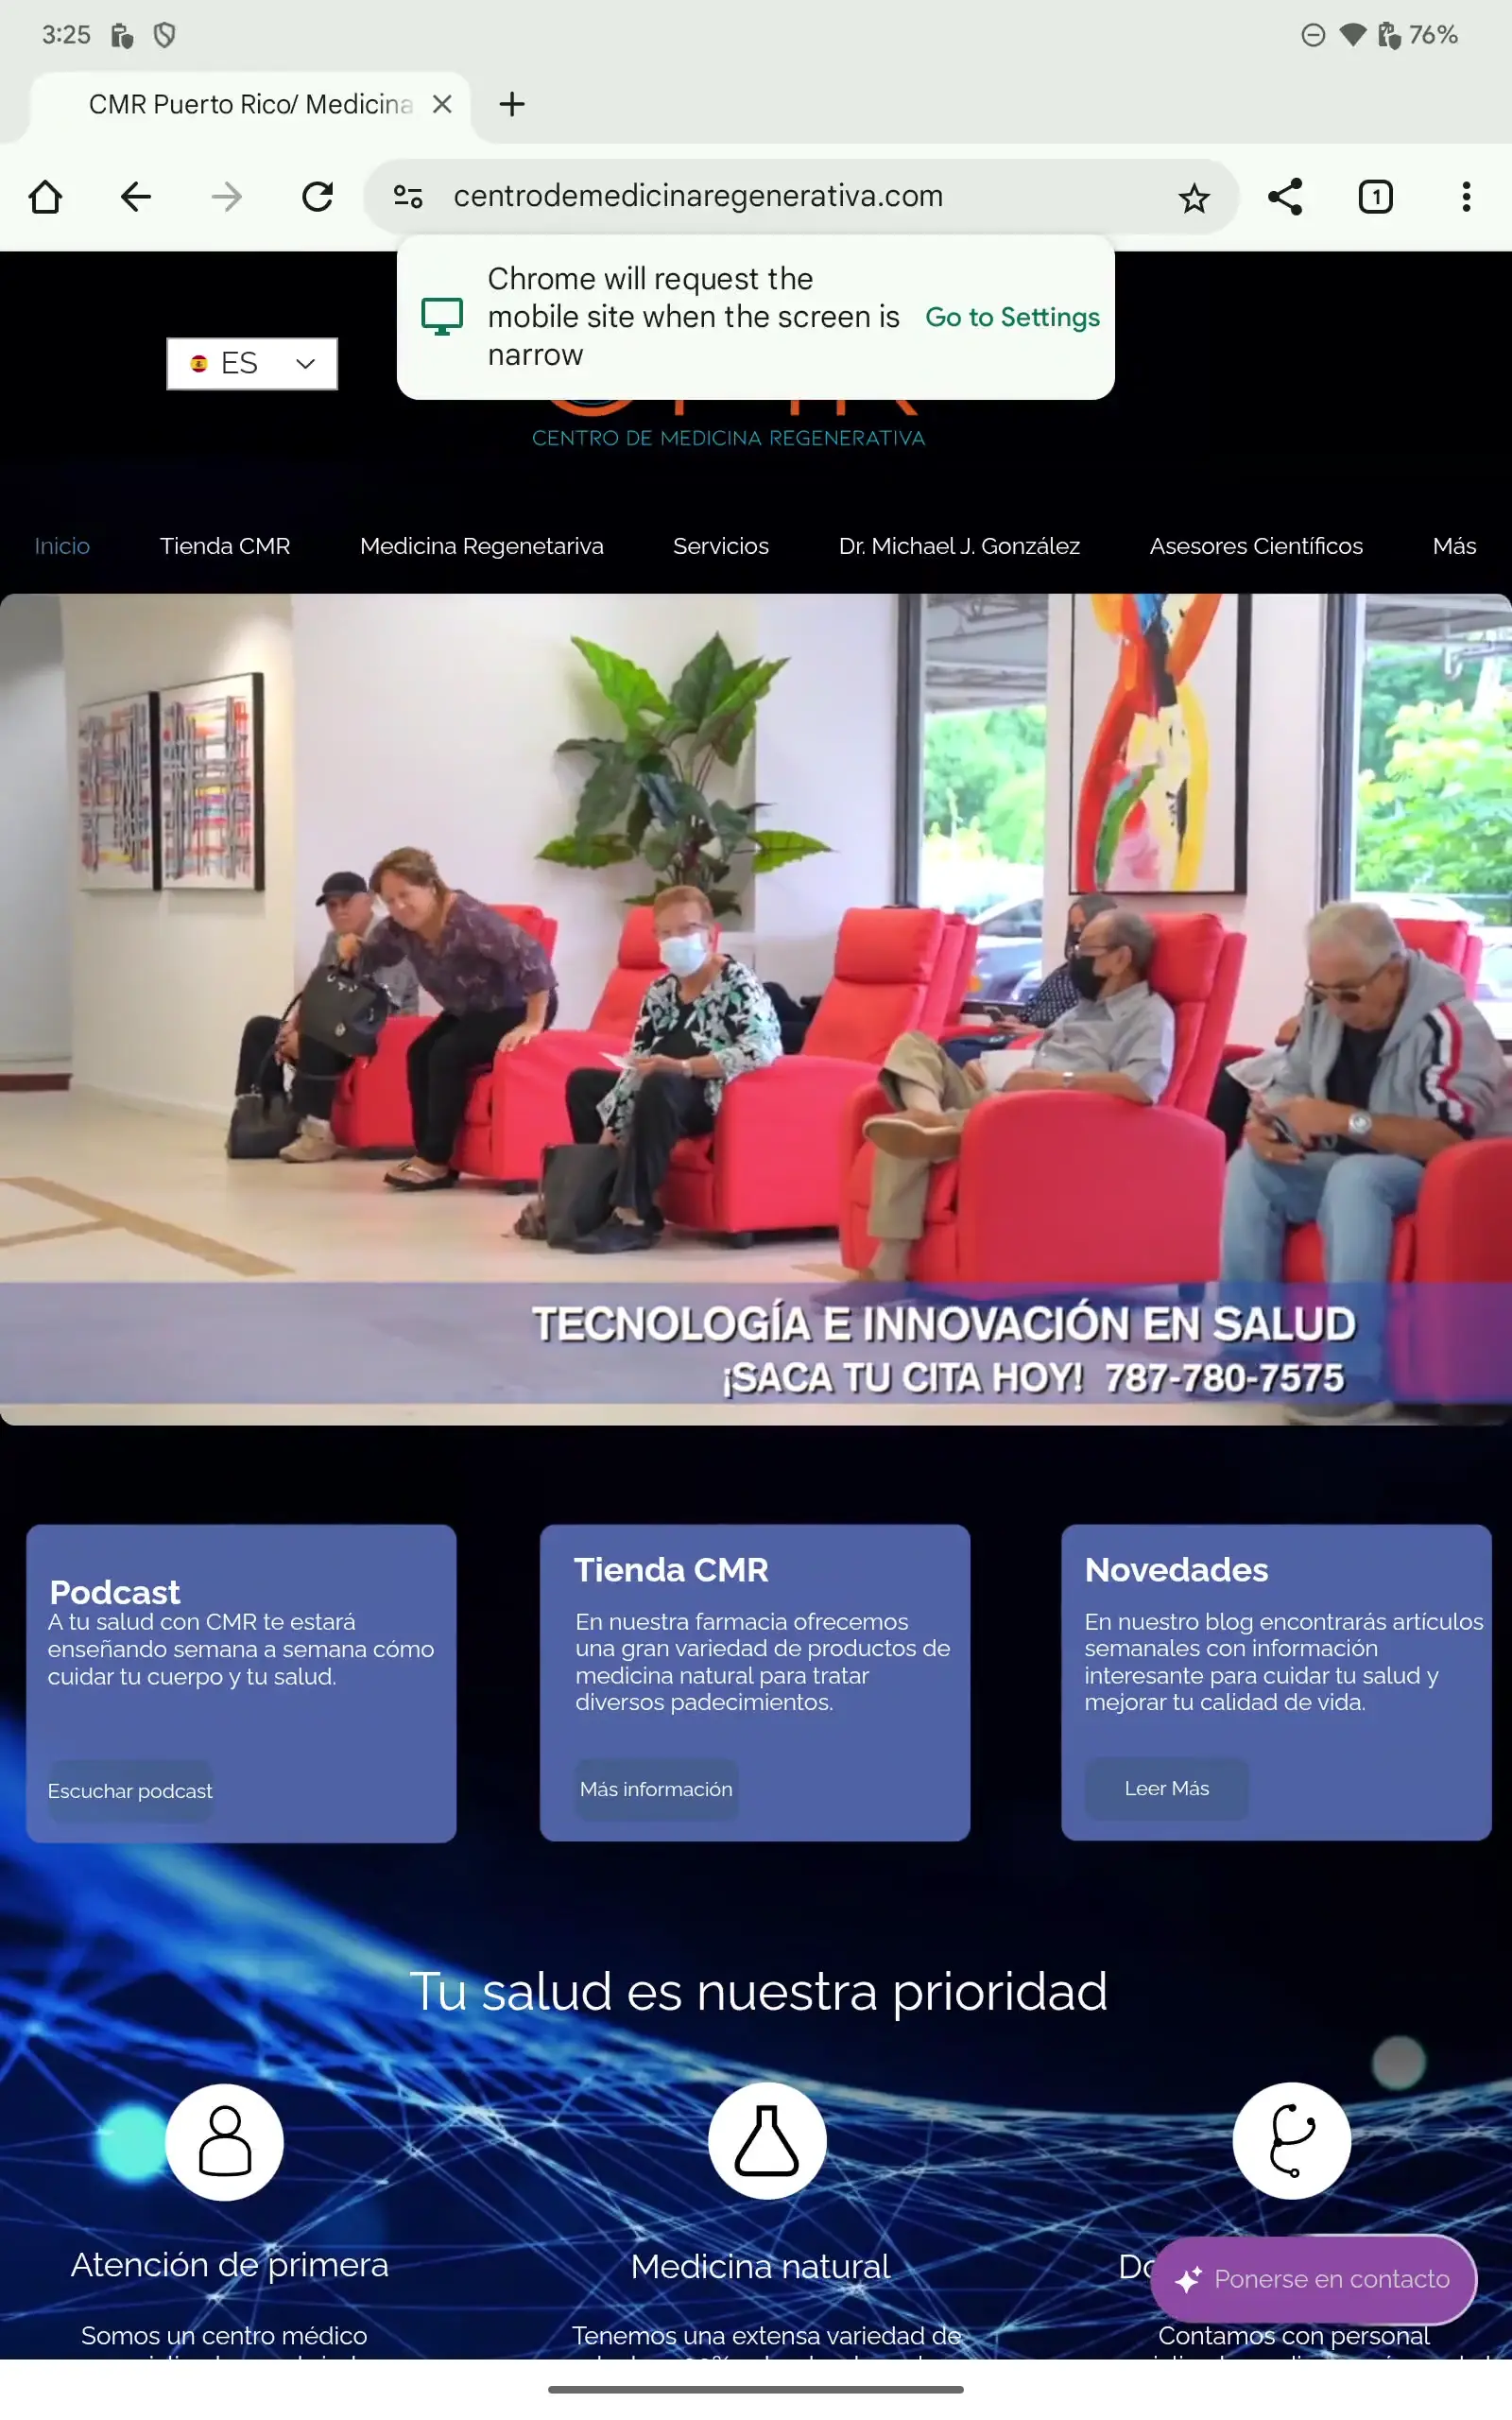 3:25
76%
CMR Puerto Rico/ Medicina
centrodemedicinaregenerativa.com
1
Chrome will request the
mobile site when the screen is
narrow
Go to Settings
ES
CENTRO DE MEDICINA REGENERATIVA
Inicio
Tienda CMR
Medicina Regenetariva
Servicios
Dr. Michael J. González
Asesores Científicos
Más
TECNOLOGÍA E INNOVACIÓN EN SALUD
¡SACA TU CITA HOY! 787-780-7575
Podcast
A tu salud con CMR te estará
enseñando semana a semana cómo
cuidar tu cuerpo y tu salud.
Escuchar podcast
Tienda CMR
En nuestra farmacia ofrecemos
una gran variedad de productos de
medicina natural para tratar
diversos padecimientos.
Más información
Novedades
En nuestro blog encontrarás artículos
semanales con información
interesante para cuidar tu salud y
mejorar tu calidad de vida.
Leer Más
Tu salud es nuestra prioridad
Atención de primera
Somos un centro médico
Medicina natural
Tenemos una extensa variedad de
Contamos con personal
Ponerse en contacto